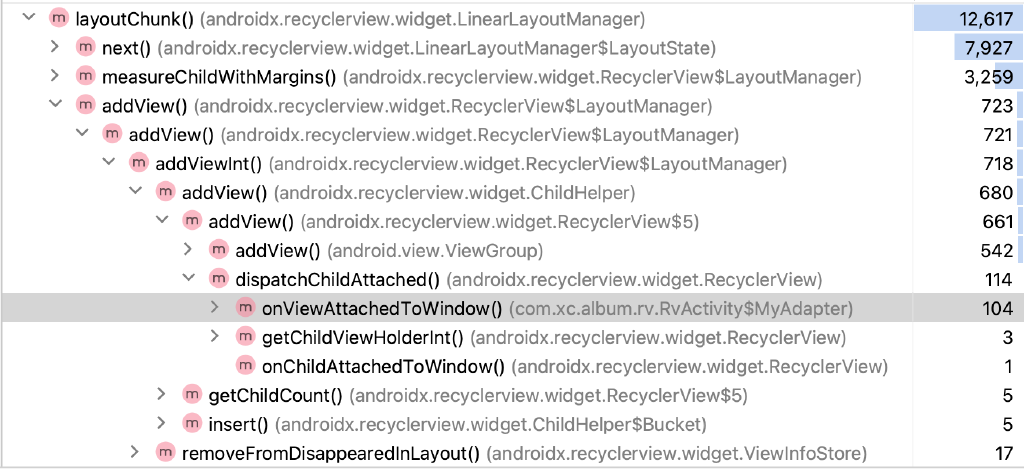 m layoutChunk() (androidx.recyclerview.widget.LinearLayoutManager) 12,617
m next() (androidx.recyclerview.widget.LinearLayoutManager$LayoutState) 7,927
m measureChildWithMargins() (androidx.recyclerview.widget.RecyclerView$LayoutManager) 3,259
m addView() (androidx.recyclerview.widget.RecyclerView$LayoutManager) 723
m addView() (androidx.recyclerview.widget.RecyclerView$LayoutManager) 721
m addViewInt() (androidx.recyclerview.widget.RecyclerView$LayoutManager) 718
m addView() (androidx.recyclerview.widget.ChildHelper) 680
m addView() (androidx.recyclerview.widget.RecyclerView$5) 661
m addView() (android.view.ViewGroup) 542
m dispatchChildAttached() (androidx.recyclerview.widget.RecyclerView) 114
m onViewAttachedToWindow() (com.xc.album.rv.RvActivity$MyAdapter) 104
m getChildViewHolderInt() (androidx.recyclerview.widget.RecyclerView) 3
m onChildAttachedToWindow() (androidx.recyclerview.widget.RecyclerView) 1
m getChildCount() (androidx.recyclerview.widget.RecyclerView$5) 5
m insert() (androidx.recyclerview.widget.ChildHelper$Bucket) 5
m removeFromDisappearedInLayout() (androidx.recyclerview.widget.ViewInfoStore) 17